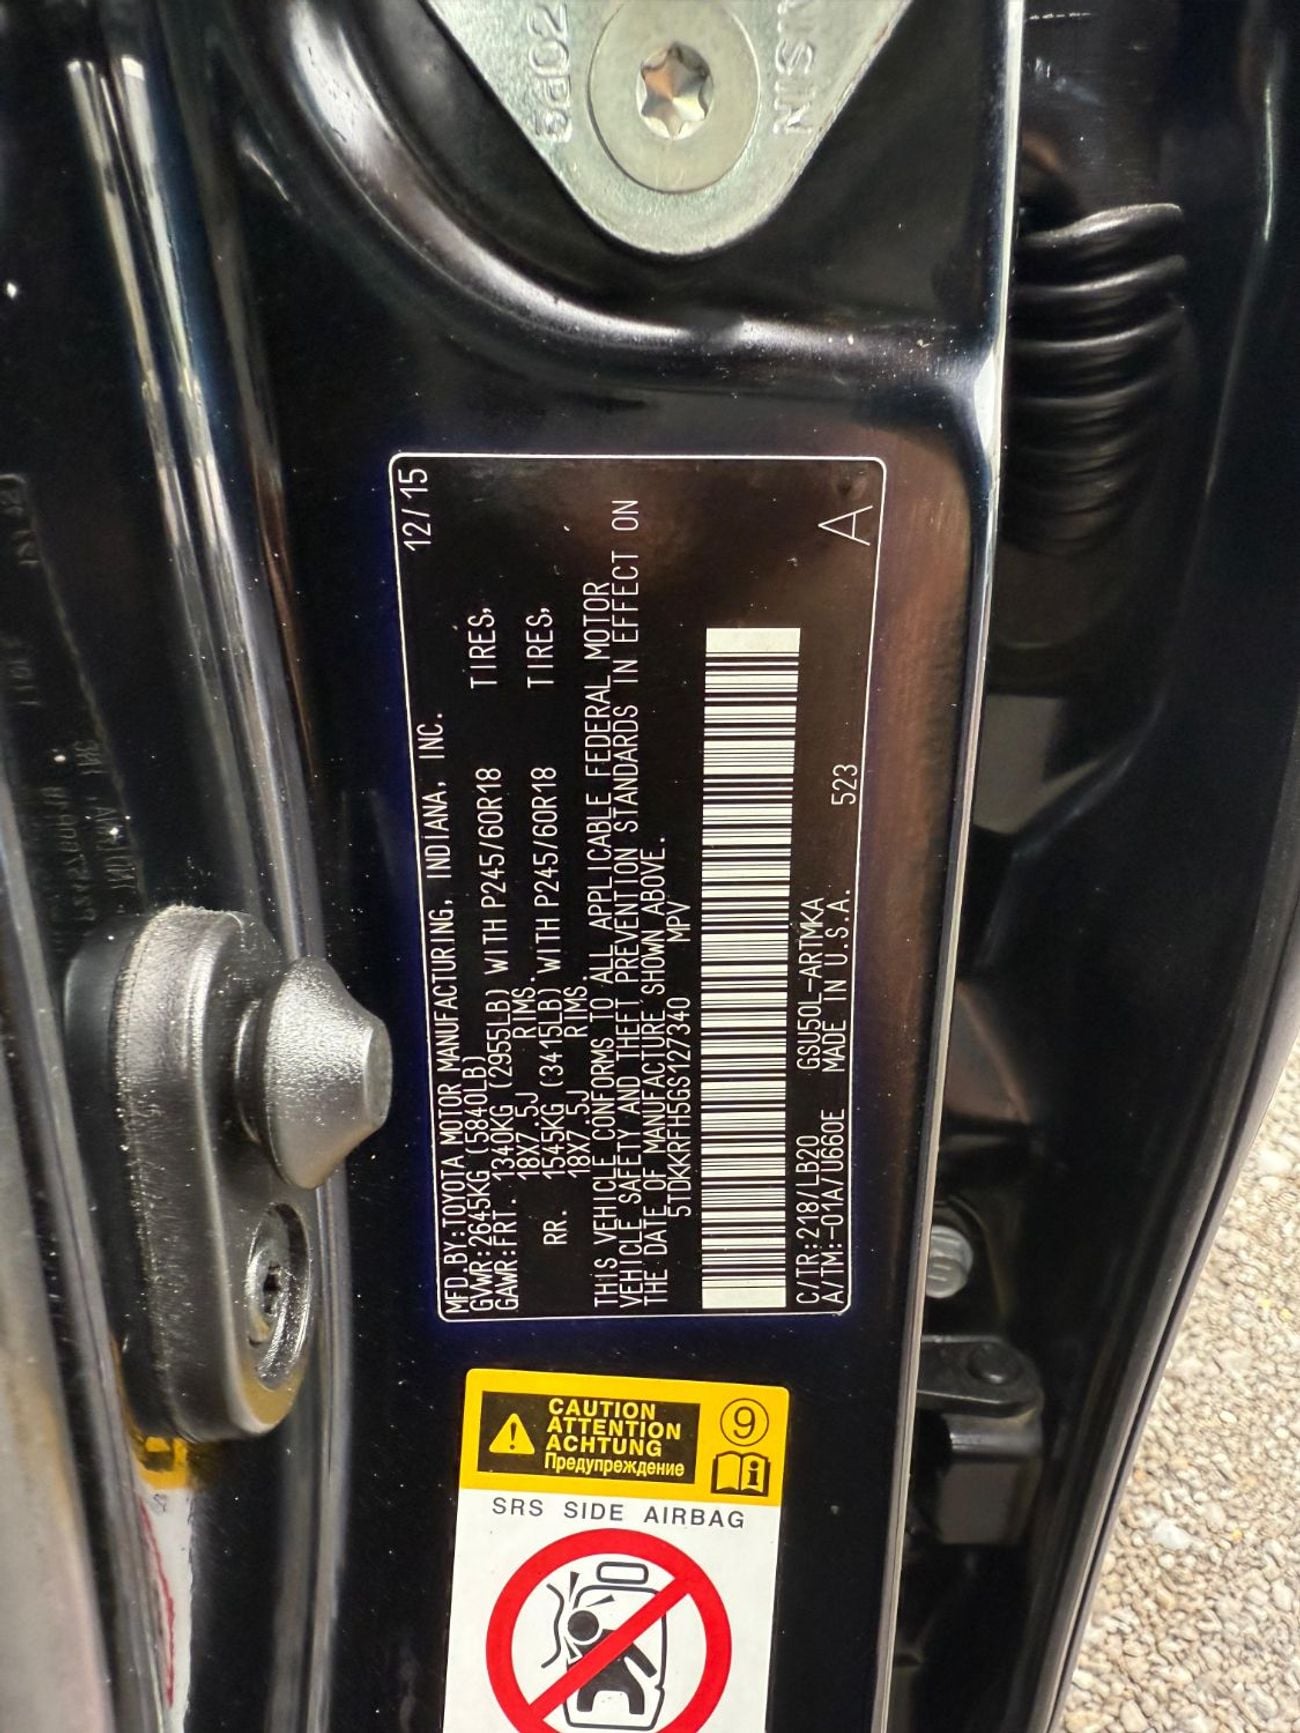 12/15
MFD.BY:TOYOTA MOTOR MANUFACTURING, INDIANA, INC.
GVWR:2645KG (5840LB)
GAWR:FRT. 1340KG (2955LB) WITH P245/60R18 TIRES,
18X7.5J RIMS.
RR. 1545KG (3415LB) WITH P245/60R18 TIRES,
18X7.5J RIMS.
THIS VEHICLE CONFORMS TO ALL APPLICABLE FEDERAL MOTOR
VEHICLE SAFETY AND THEFT PREVENTION STANDARDS IN EFFECT ON
THE DATE OF MANUFACTURE SHOWN ABOVE.
5TDKKRFH5GS127340 MPV
C/TR:218/LB20 GSU50L-ARTMKA
A/TM:-01A/U660E MADE IN U.S.A. 523
A
CAUTION
ATTENTION
ACHTUNG
Предупреждение
9
i
SRS SIDE AIRBAG